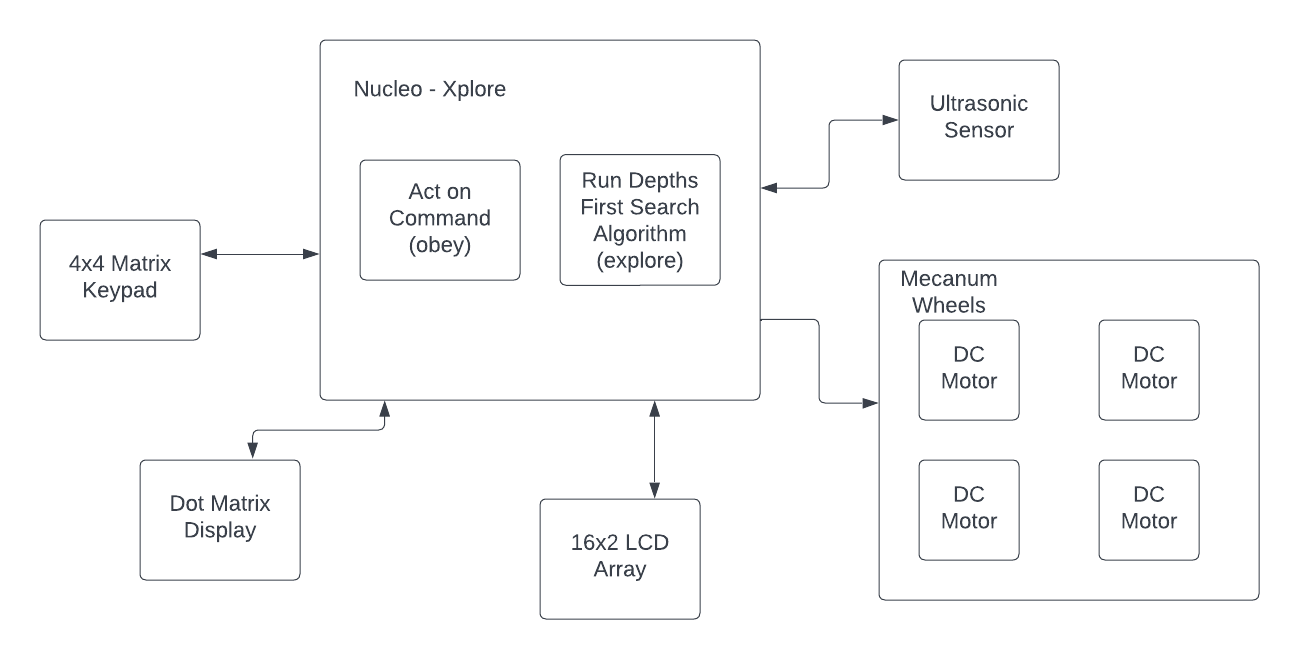 Nucleo - Xplore
Act on
Command
(obey)
Run Depths
First Search
Algorithm
(explore)
Ultrasonic
Sensor
4x4 Matrix
Keypad
Mecanum
Wheels
DC
Motor
DC
Motor
DC
Motor
DC
Motor
Dot Matrix
Display
16x2 LCD
Array